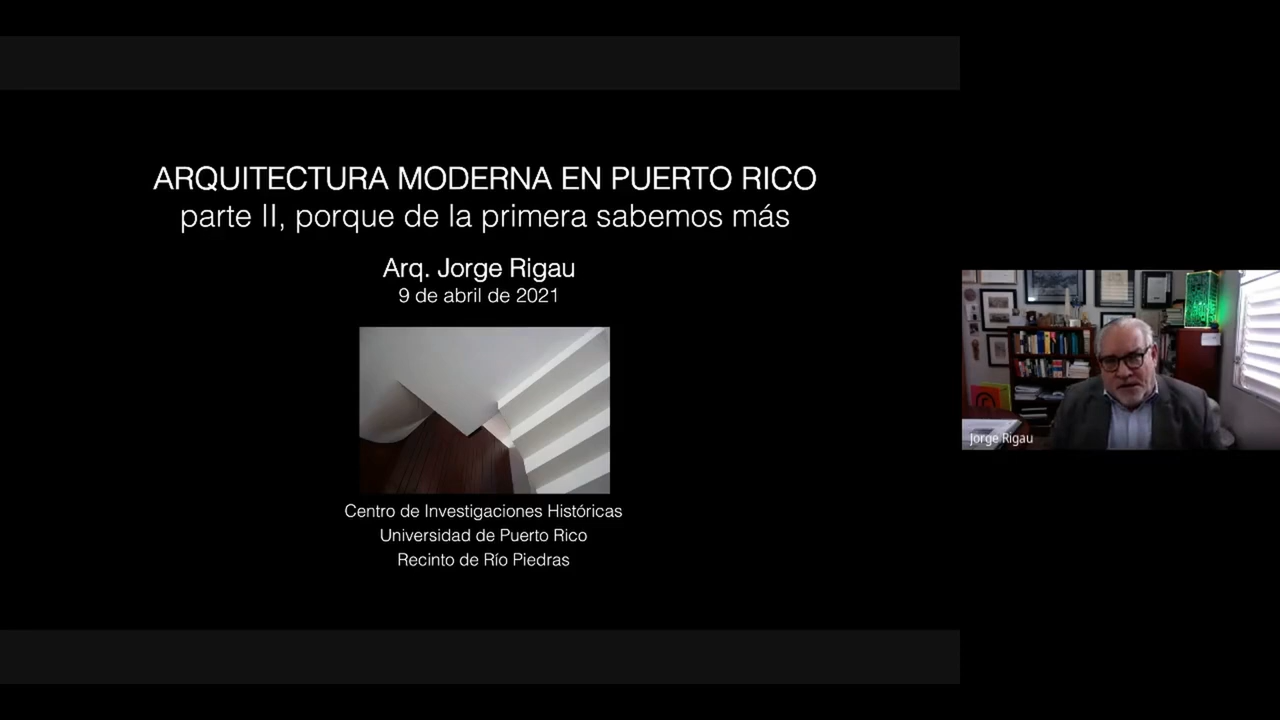 ARQUITECTURA MODERNA EN PUERTO RICO
parte II, porque de la primera sabemos más
Arq. Jorge Rigau
9 de abril de 2021
Centro de Investigaciones Históricas
Universidad de Puerto Rico
Recinto de Río Piedras
Jorge Rigau